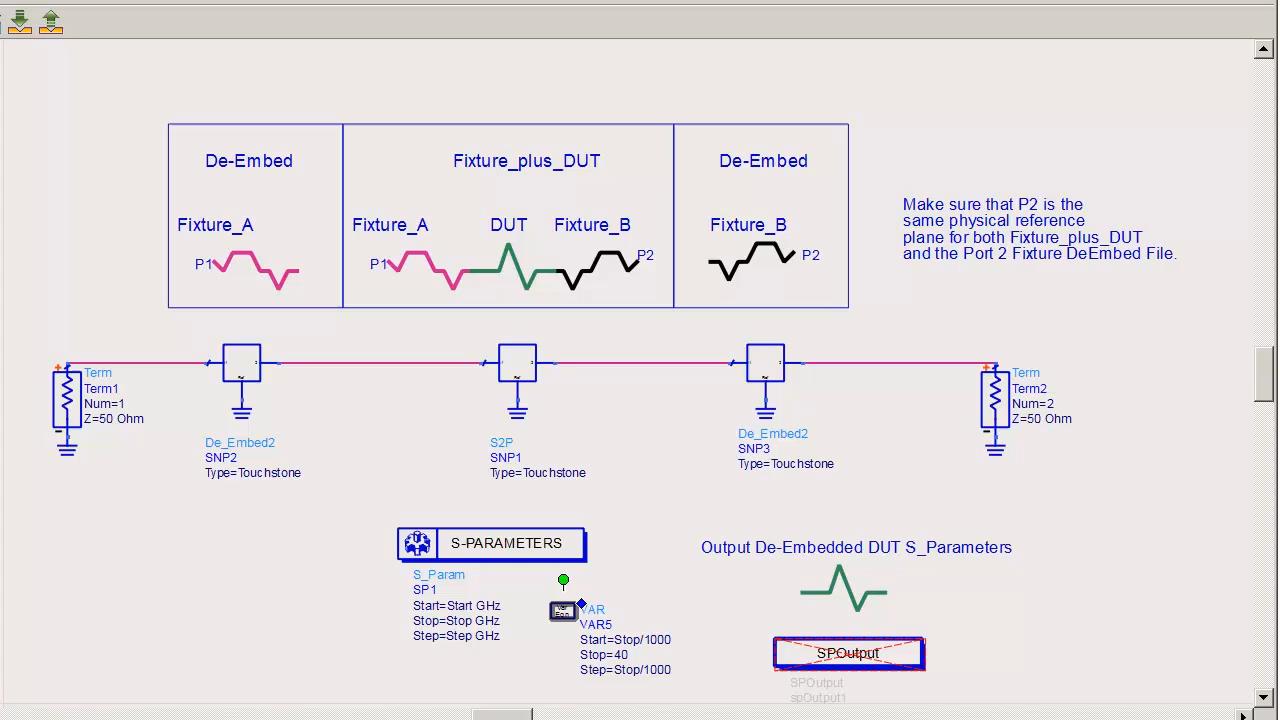 De-Embed
Fixture_plus_DUT
De-Embed
Fixture_A
Fixture_A
DUT
Fixture_B
Fixture_B
P1
P1
P2
P2
Make sure that P2 is the
same physical reference
plane for both Fixture_plus_DUT
and the Port 2 Fixture DeEmbed File.
Term
Term1
Num=1
Z=50 Ohm
De_Embed2
SNP2
Type=Touchstone
S2P
SNP1
Type=Touchstone
De_Embed2
SNP3
Type=Touchstone
Term
Term2
Num=2
Z=50 Ohm
S-PARAMETERS
S_Param
SP1
Start=Start GHz
Stop=Stop GHz
Step=Step GHz
Var
Eqn
VAR
VAR5
Start=Stop/1000
Stop=40
Step=Stop/1000
Output De-Embedded DUT S_Parameters
SPOutput
SPOutput
spOutput1